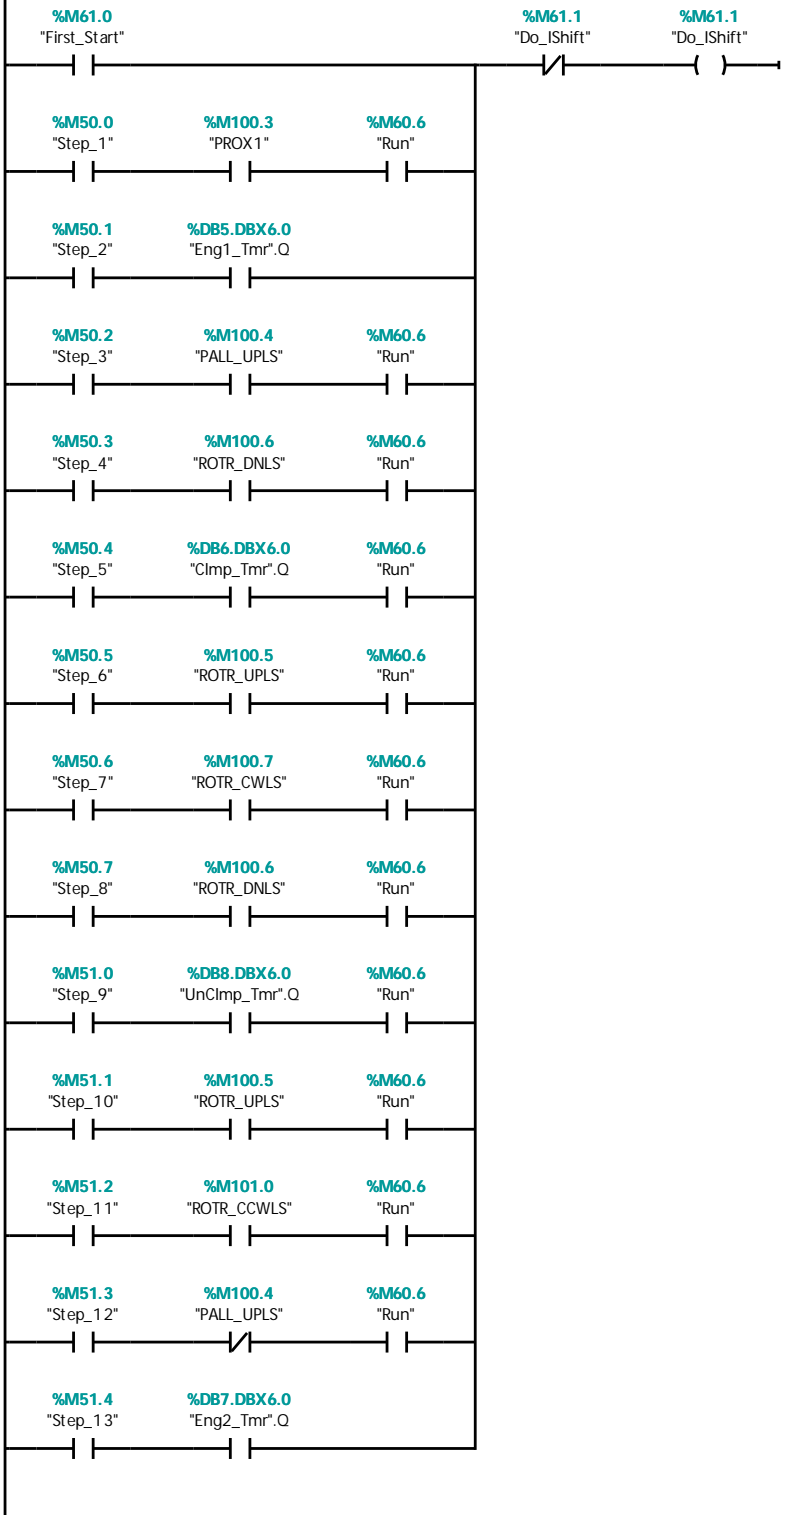 %M61.0 %M61.1 %M61.1
"First_Start" "Do_IShift" "Do_IShift"
%M50.0 %M100.3 %M60.6
"Step_1" "PROX1" "Run"
%M50.1 %DB5.DBX6.0
"Step_2" "Eng1_Tmr".Q
%M50.2 %M100.4 %M60.6
"Step_3" "PALL_UPLS" "Run"
%M50.3 %M100.6 %M60.6
"Step_4" "ROTR_DNLS" "Run"
%M50.4 %DB6.DBX6.0 %M60.6
"Step_5" "Clmp_Tmr".Q "Run"
%M50.5 %M100.5 %M60.6
"Step_6" "ROTR_UPLS" "Run"
%M50.6 %M100.7 %M60.6
"Step_7" "ROTR_CWLS" "Run"
%M50.7 %M100.6 %M60.6
"Step_8" "ROTR_DNLS" "Run"
%M51.0 %DB8.DBX6.0 %M60.6
"Step_9" "UnClmp_Tmr".Q "Run"
%M51.1 %M100.5 %M60.6
"Step_10" "ROTR_UPLS" "Run"
%M51.2 %M101.0 %M60.6
"Step_11" "ROTR_CCWLS" "Run"
%M51.3 %M100.4 %M60.6
"Step_12" "PALL_UPLS" "Run"
%M51.4 %DB7.DBX6.0
"Step_13" "Eng2_Tmr".Q